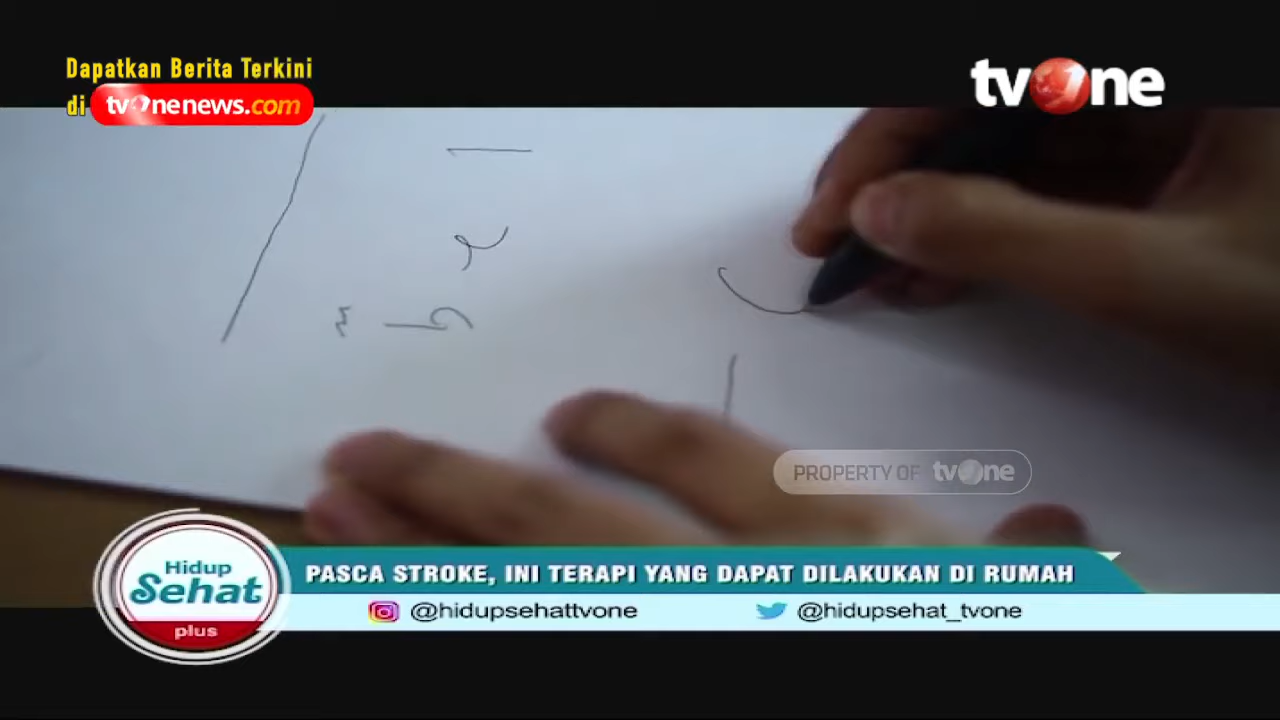 Dapatkan Berita Terkini
di tvonenews.com
tvOne
PROPERTY OF tvOne
Hidup Sehat plus
PASCA STROKE, INI TERAPI YANG DAPAT DILAKUKAN DI RUMAH
@hidupsehattvone
@hidupsehat_tvone